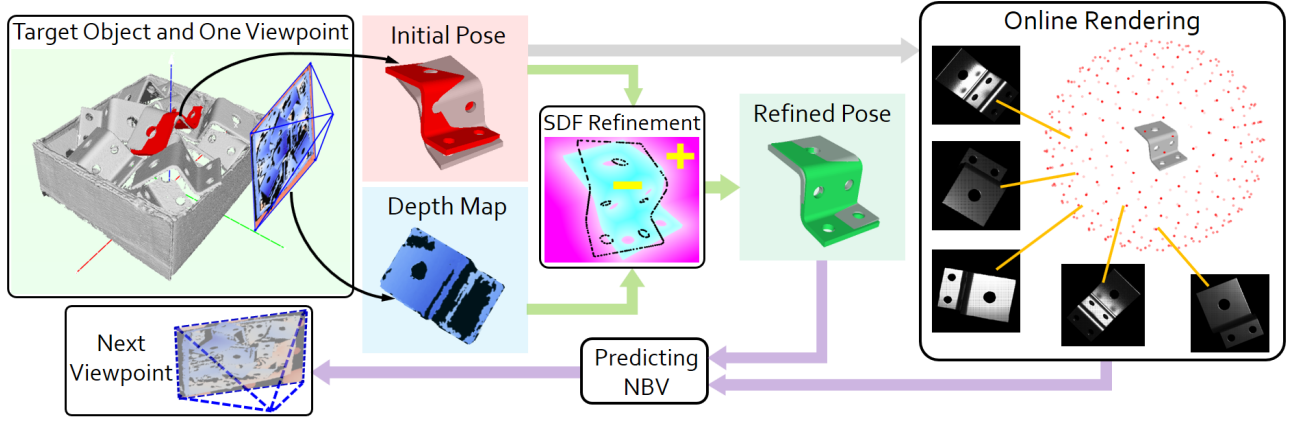 Target Object and One Viewpoint
Initial Pose
Depth Map
SDF Refinement
+
−
Refined Pose
Online Rendering
Predicting
NBV
Next
Viewpoint